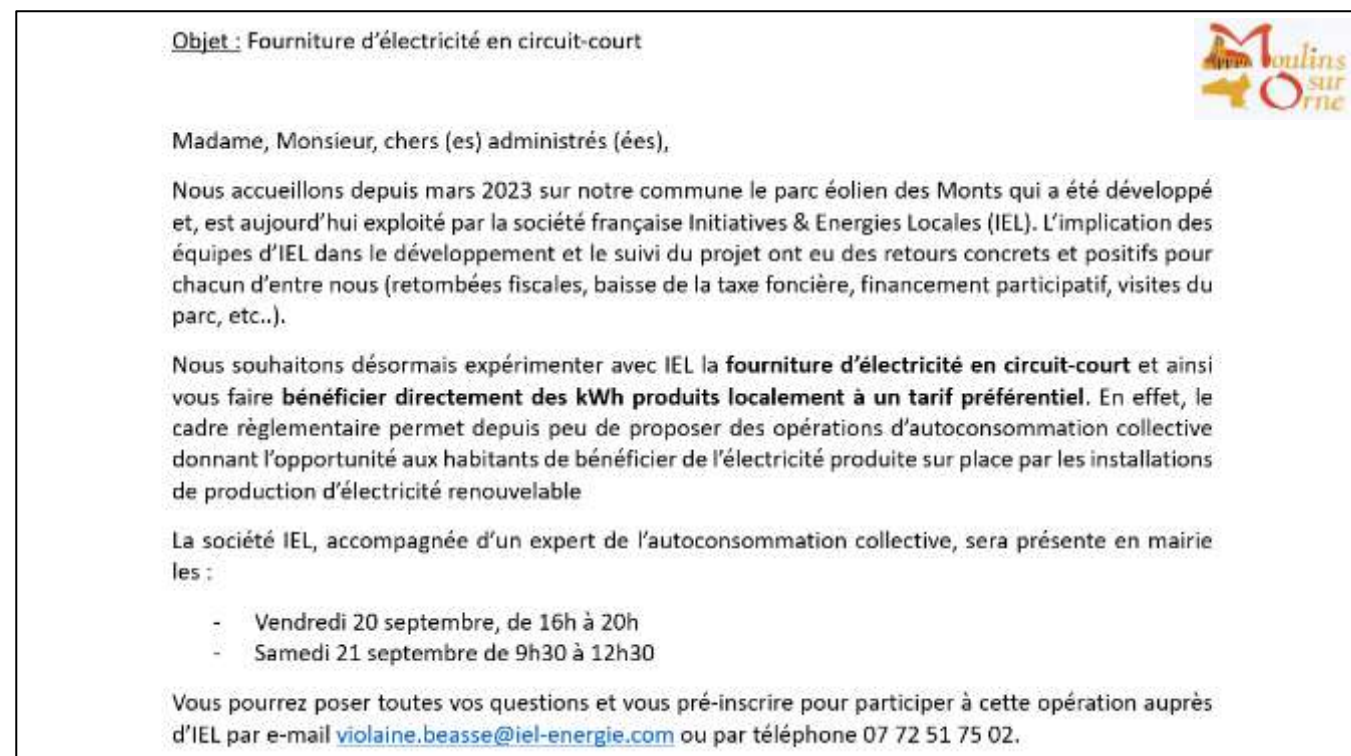 Objet : Fourniture d'électricité en circuit-court
Moulins
sur
Orne
Madame, Monsieur, chers (es) administrés (ées),
Nous accueillons depuis mars 2023 sur notre commune le parc éolien des Monts qui a été développé
et, est aujourd'hui exploité par la société française Initiatives & Energies Locales (IEL). L'implication des
équipes d'IEL dans le développement et le suivi du projet ont eu des retours concrets et positifs pour
chacun d'entre nous (retombées fiscales, baisse de la taxe foncière, financement participatif, visites du
parc, etc..).
Nous souhaitons désormais expérimenter avec IEL la fourniture d'électricité en circuit-court et ainsi
vous faire bénéficier directement des kWh produits localement à un tarif préférentiel. En effet, le
cadre règlementaire permet depuis peu de proposer des opérations d'autoconsommation collective
donnant l'opportunité aux habitants de bénéficier de l'électricité produite sur place par les installations
de production d'électricité renouvelable
La société IEL, accompagnée d'un expert de l'autoconsommation collective, sera présente en mairie
les :
- Vendredi 20 septembre, de 16h à 20h
- Samedi 21 septembre de 9h30 à 12h30
Vous pourrez poser toutes vos questions et vous pré-inscrire pour participer à cette opération auprès
d'IEL par e-mail violaine.beasse@iel-energie.com ou par téléphone 07 72 51 75 02.